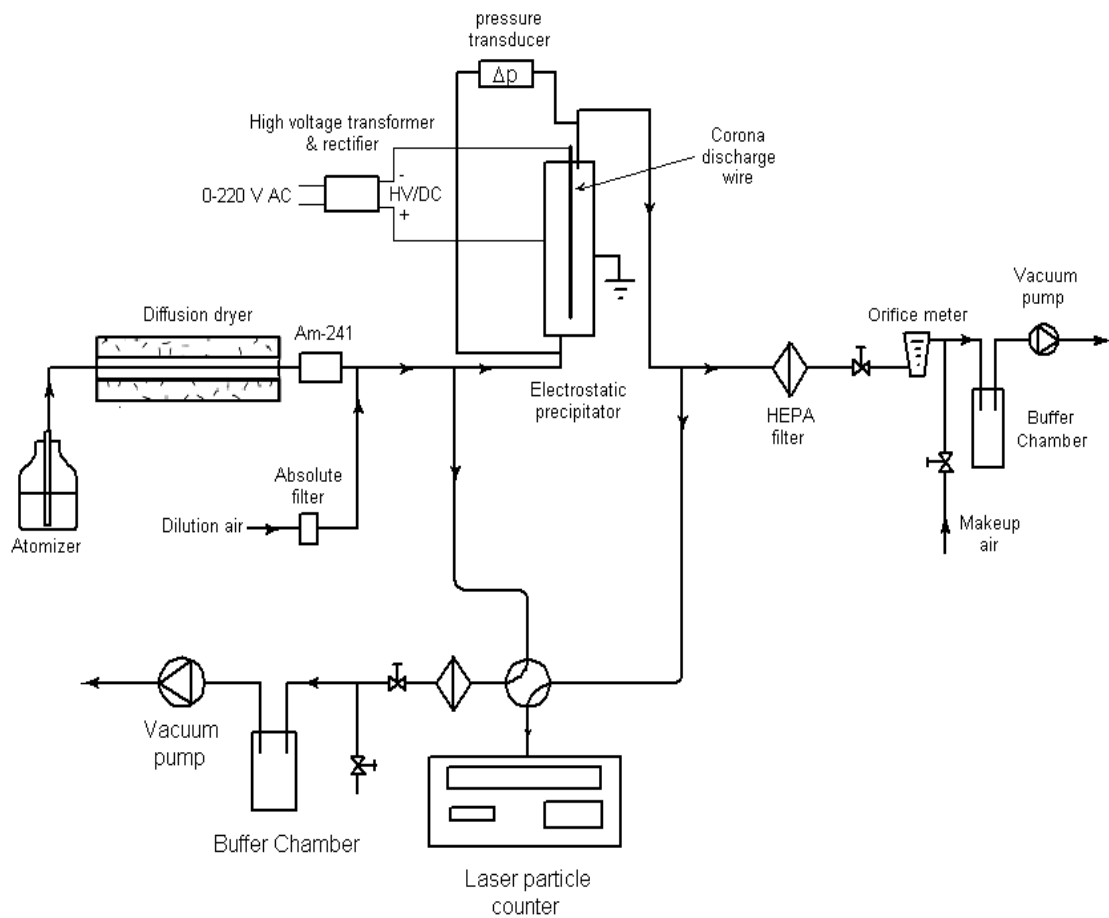 pressure
transducer
Δp
High voltage transformer
& rectifier
Corona
discharge
wire
-
0-220 V AC
HV/DC
+
Vacuum
pump
Diffusion dryer
Am-241
Orifice meter
Electrostatic
precipitator
HEPA
filter
Buffer
Chamber
Absolute
filter
Dilution air
Atomizer
Makeup
air
Vacuum
pump
Buffer Chamber
Laser particle
counter